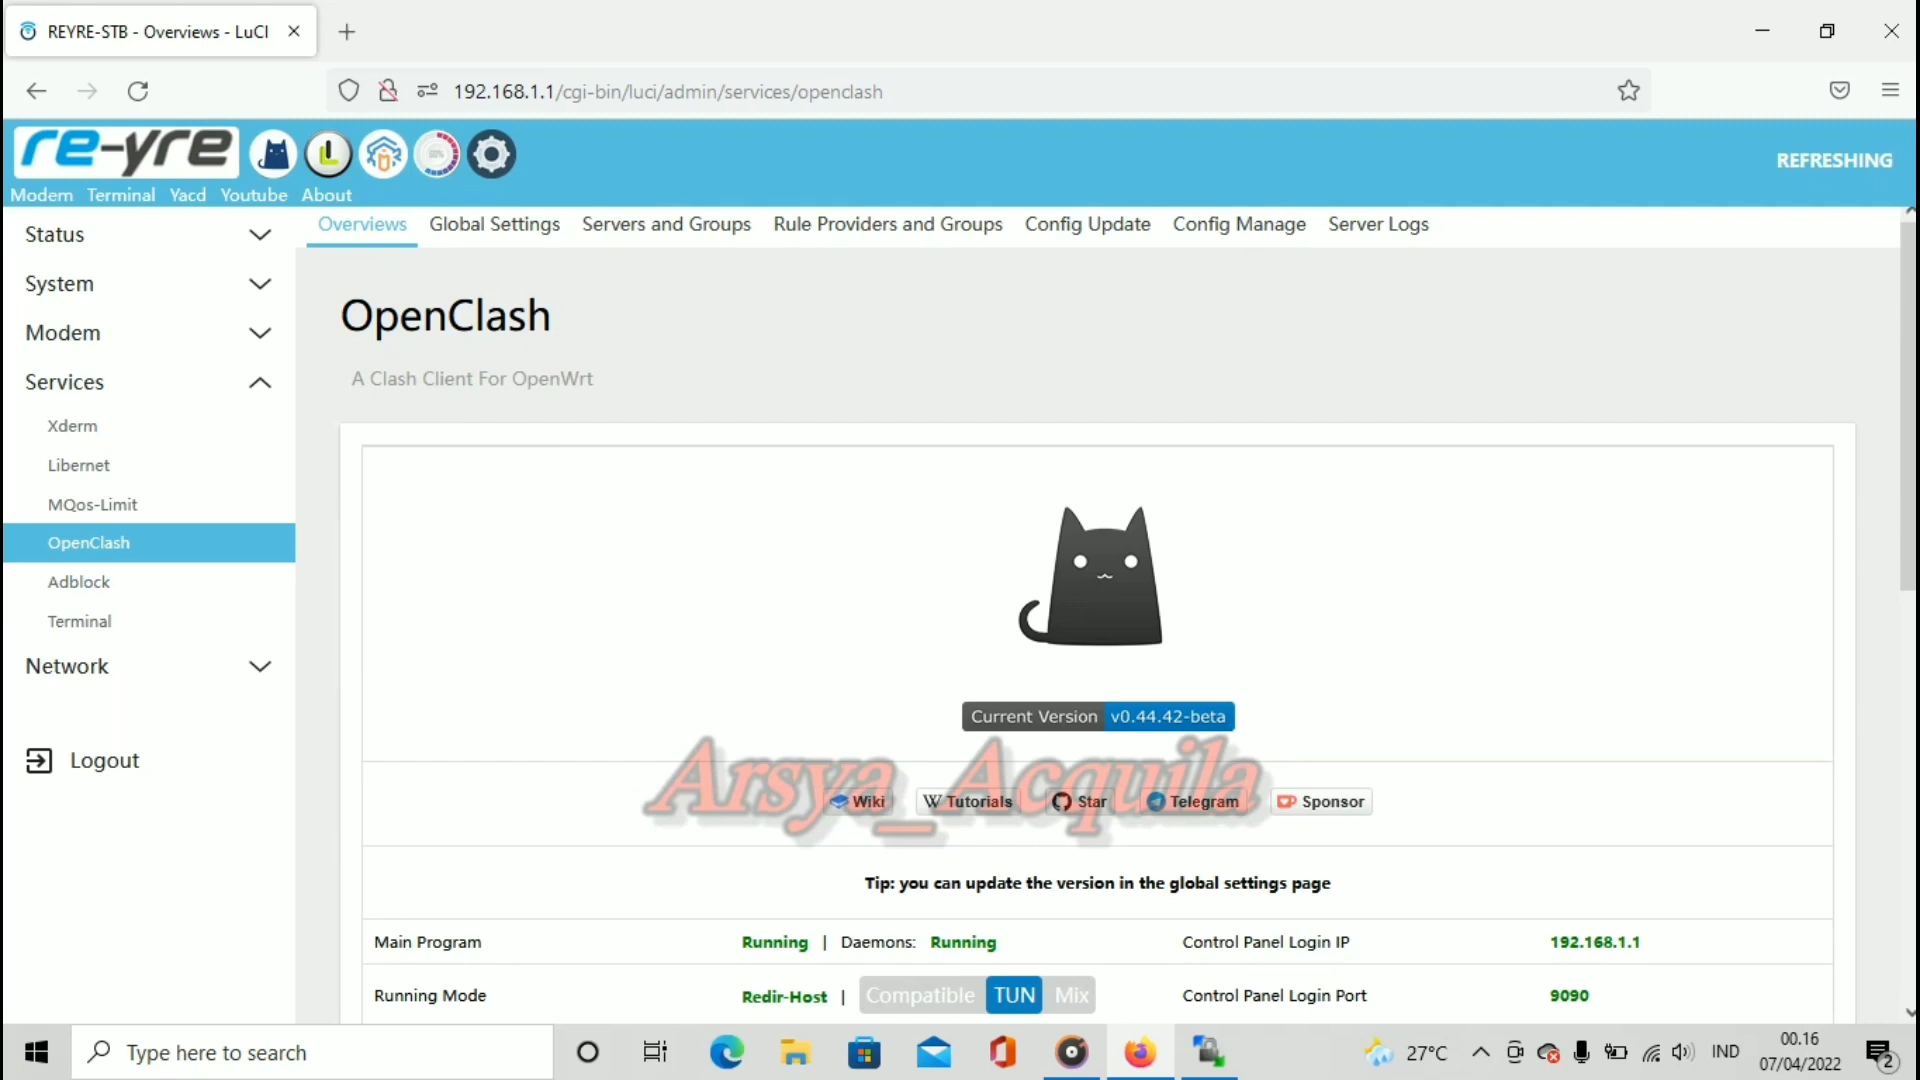 REYRE-STB - Overviews - LuCI
192.168.1.1/cgi-bin/luci/admin/services/openclash
re-yre
REFRESHING
Modem Terminal Yacd Youtube About
Overviews Global Settings Servers and Groups Rule Providers and Groups Config Update Config Manage Server Logs
Status
System
Modem
Services
Xderm
Libernet
MQos-Limit
OpenClash
Adblock
Terminal
Network
Logout
OpenClash
A Clash Client For OpenWrt
Current Version v0.44.42-beta
Arsya_Acquila
Wiki Tutorials Star Telegram Sponsor
Tip: you can update the version in the global settings page
Main Program Running | Daemons: Running Control Panel Login IP 192.168.1.1
Running Mode Redir-Host | Compatible TUN Mix Control Panel Login Port 9090
Type here to search
27°C
IND
00.16
07/04/2022
2